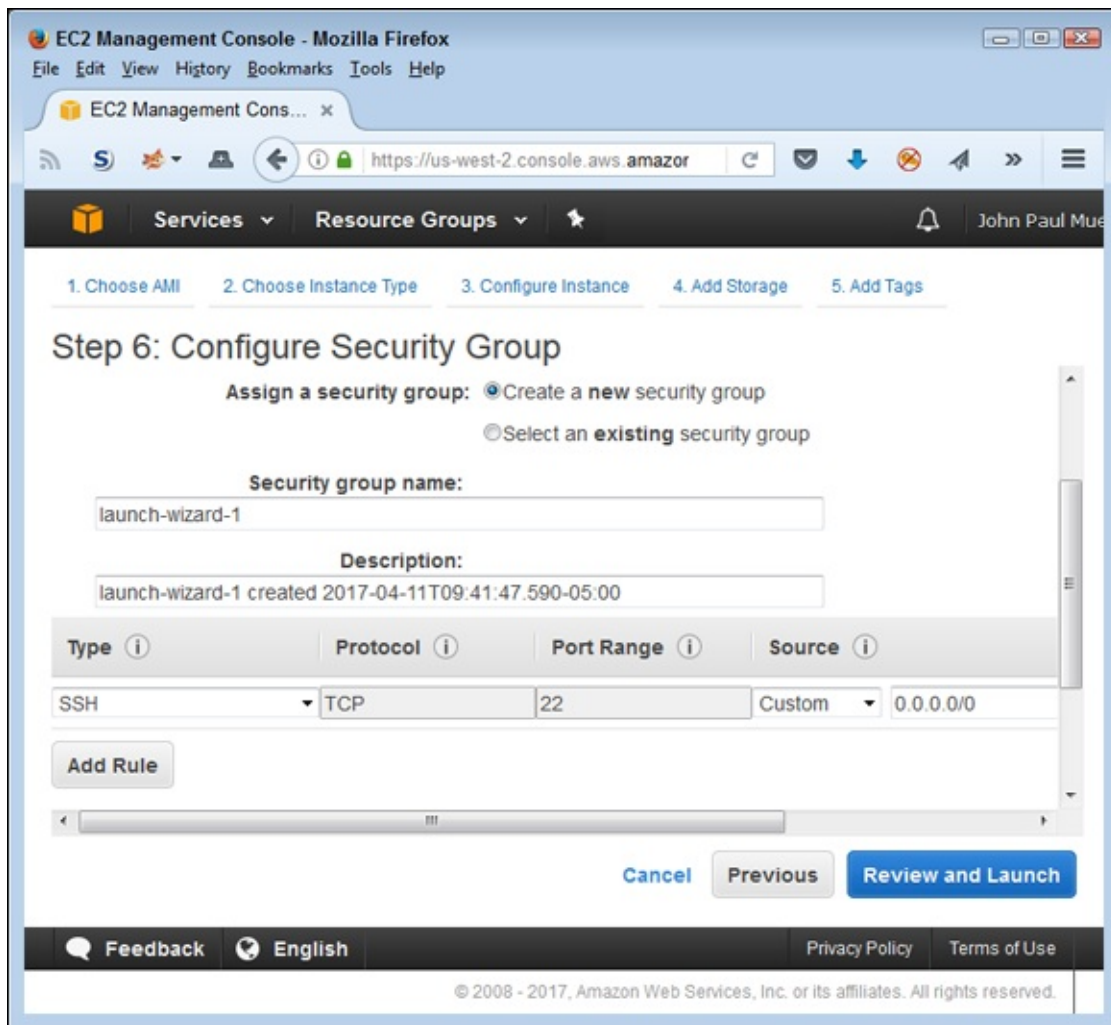 EC2 Management Console - Mozilla Firefox
File Edit View History Bookmarks Tools Help
EC2 Management Cons... ×
S) https://us-west-2.console.aws.amazor »
Services Resource Groups John Paul Mue
1. Choose AMI 2. Choose Instance Type 3. Configure Instance 4. Add Storage 5. Add Tags
Step 6: Configure Security Group
Assign a security group: Create a new security group
Select an existing security group
Security group name:
launch-wizard-1
Description:
launch-wizard-1 created 2017-04-11T09:41:47.590-05:00
Type i Protocol i Port Range i Source i
SSH TCP 22 Custom 0.0.0.0/0
Add Rule
Cancel Previous Review and Launch
Feedback English Privacy Policy Terms of Use
© 2008 - 2017, Amazon Web Services, Inc. or its affiliates. All rights reserved.